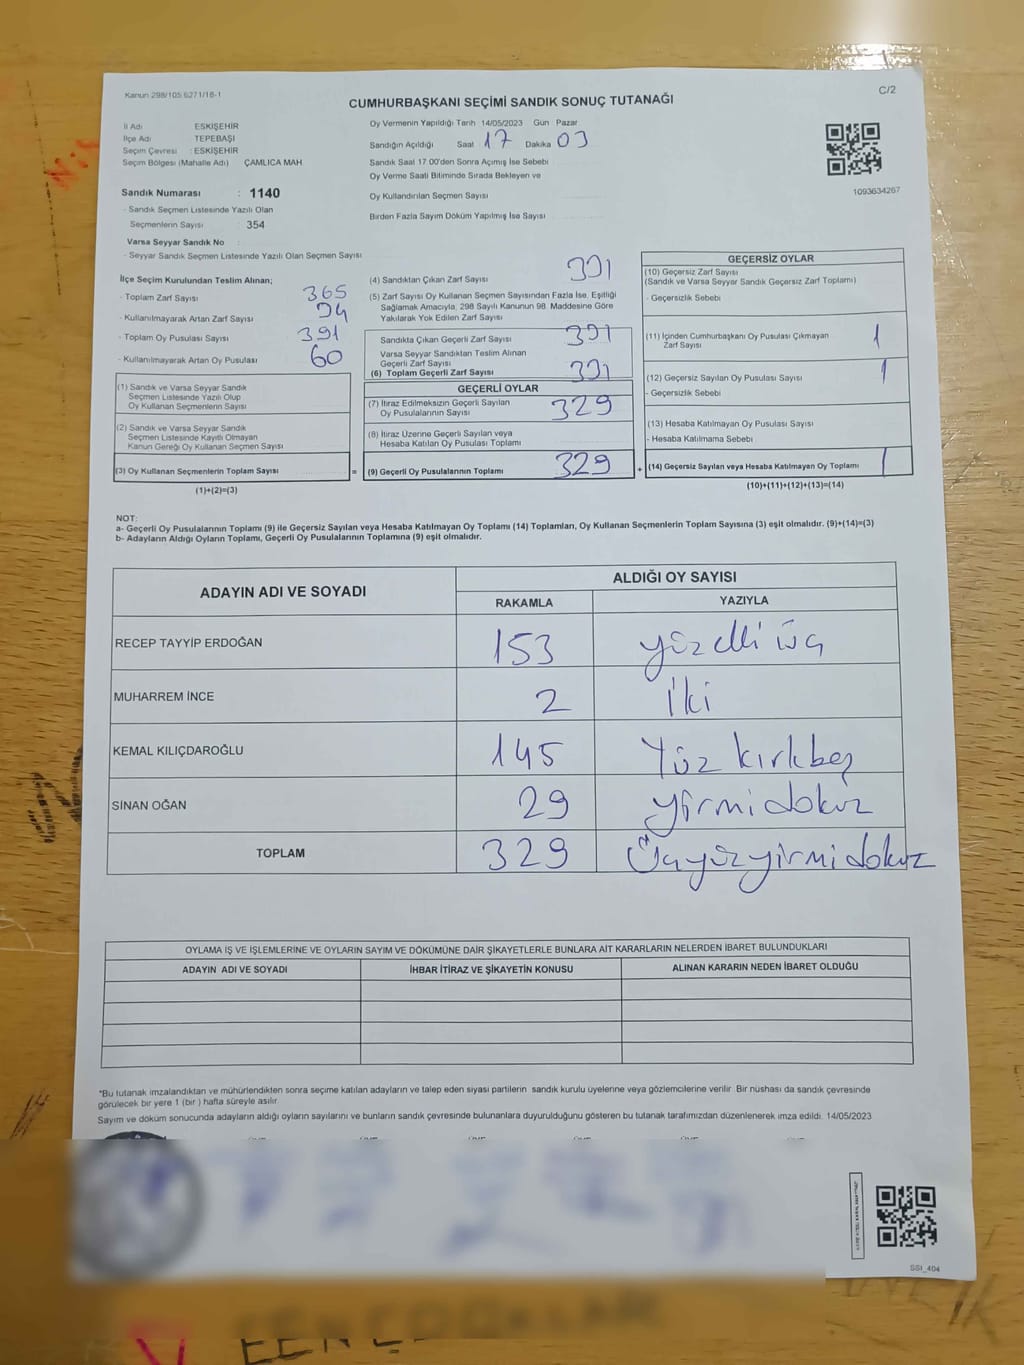 Kanun 298/105 6271/18-1
C/2
CUMHURBAŞKANI SEÇİMİ SANDIK SONUÇ TUTANAĞI
İl Adı ESKİŞEHİR
İlçe Adı TEPEBAŞI
Seçim Çevresi : ESKİŞEHİR
Seçim Bölgesi (Mahalle Adı) ÇAMLICA MAH.
Sandık Numarası : 1140
- Sandık Seçmen Listesinde Yazılı Olan
Seçmenlerin Sayısı : 354
Varsa Seyyar Sandık No
- Seyyar Sandık Seçmen Listesinde Yazılı Olan Seçmen Sayısı
Oy Vermenin Yapıldığı Tarih 14/05/2023 Gün Pazar
Sandığın Açıldığı Saat 17 Dakika 03
Sandık Saat 17.00'den Sonra Açılmış İse Sebebi
Oy Verme Saati Bitiminde Sırada Bekleyen ve
Oy Kullandırılan Seçmen Sayısı
Birden Fazla Sayım Döküm Yapılmış İse Sayısı
1093634267
İlçe Seçim Kurulundan Teslim Alınan;
- Toplam Zarf Sayısı 365
- Kullanılmayarak Artan Zarf Sayısı
- Toplam Oy Pusulası Sayısı 391
- Kullanılmayarak Artan Oy Pusulası 60
(1) Sandık ve Varsa Seyyar Sandık
Seçmen Listesinde Yazılı Olup
Oy Kullanan Seçmenlerin Sayısı
(2) Sandık ve Varsa Seyyar Sandık
Seçmen Listesinde Kayıtlı Olmayan
Kanun Gereği Oy Kullanan Seçmen Sayısı
(3) Oy Kullanan Seçmenlerin Toplam Sayısı
(1)+(2)=(3)
(4) Sandıktan Çıkan Zarf Sayısı 331
(5) Zarf Sayısı Oy Kullanan Seçmen Sayısından Fazla İse, Eşitliği
Sağlamak Amacıyla, 298 Sayılı Kanunun 98. Maddesine Göre
Yakılarak Yok Edilen Zarf Sayısı
Sandıkta Çıkan Geçerli Zarf Sayısı 331
Varsa Seyyar Sandıktan Teslim Alınan
Geçerli Zarf Sayısı
(6) Toplam Geçerli Zarf Sayısı 331
GEÇERLİ OYLAR
(7) İtiraz Edilmeksizin Geçerli Sayılan
Oy Pusulalarının Sayısı 329
(8) İtiraz Üzerine Geçerli Sayılan veya
Hesaba Katılan Oy Pusulası Toplamı
= (9) Geçerli Oy Pusulalarının Toplamı 329
GEÇERSİZ OYLAR
(10) Geçersiz Zarf Sayısı
(Sandık ve Varsa Seyyar Sandık Geçersiz Zarf Toplamı)
- Geçersizlik Sebebi
(11) İçinden Cumhurbaşkanı Oy Pusulası Çıkmayan
Zarf Sayısı 1
(12) Geçersiz Sayılan Oy Pusulası Sayısı 1
- Geçersizlik Sebebi
(13) Hesaba Katılmayan Oy Pusulası Sayısı
- Hesaba Katılmama Sebebi
+ (14) Geçersiz Sayılan veya Hesaba Katılmayan Oy Toplamı 1
(10)+(11)+(12)+(13)=(14)
NOT:
a- Geçerli Oy Pusulalarının Toplamı (9) ile Geçersiz Sayılan veya Hesaba Katılmayan Oy Toplamı (14) Toplamları, Oy Kullanan Seçmenlerin Toplam Sayısına (3) eşit olmalıdır. (9)+(14)=(3)
b- Adayların Aldığı Oyların Toplamı, Geçerli Oy Pusulalarının Toplamına (9) eşit olmalıdır.
ADAYIN ADI VE SOYADI ALDIĞI OY SAYISI
RAKAMLA YAZIYLA
RECEP TAYYİP ERDOĞAN 153 yüz elli üç
MUHARREM İNCE 2 İki
KEMAL KILIÇDAROĞLU 145 Yüz kırkbeş
SİNAN OĞAN 29 yirmidokuz
TOPLAM 329 Üçyüzyirmidokuz
OYLAMA İŞ VE İŞLEMLERİNE VE OYLARIN SAYIM VE DÖKÜMÜNE DAİR ŞİKAYETLERLE BUNLARA AİT KARARLARIN NELERDEN İBARET BULUNDUKLARI
ADAYIN ADI VE SOYADI İHBAR İTİRAZ VE ŞİKAYETİN KONUSU ALINAN KARARIN NEDEN İBARET OLDUĞU
*Bu tutanak imzalandıktan ve mühürlendikten sonra seçime katılan adayların ve talep eden siyasi partilerin sandık kurulu üyelerine veya gözlemcilerine verilir. Bir nüshası da sandık çevresinde
görülecek bir yere 1 (bir ) hafta süreyle asılır.
Sayım ve döküm sonucunda adayların aldığı oyların sayılarını ve bunların sandık çevresinde bulunanlara duyurulduğunu gösteren bu tutanak tarafımızdan düzenlenerek imza edildi. 14/05/2023
SSI_404